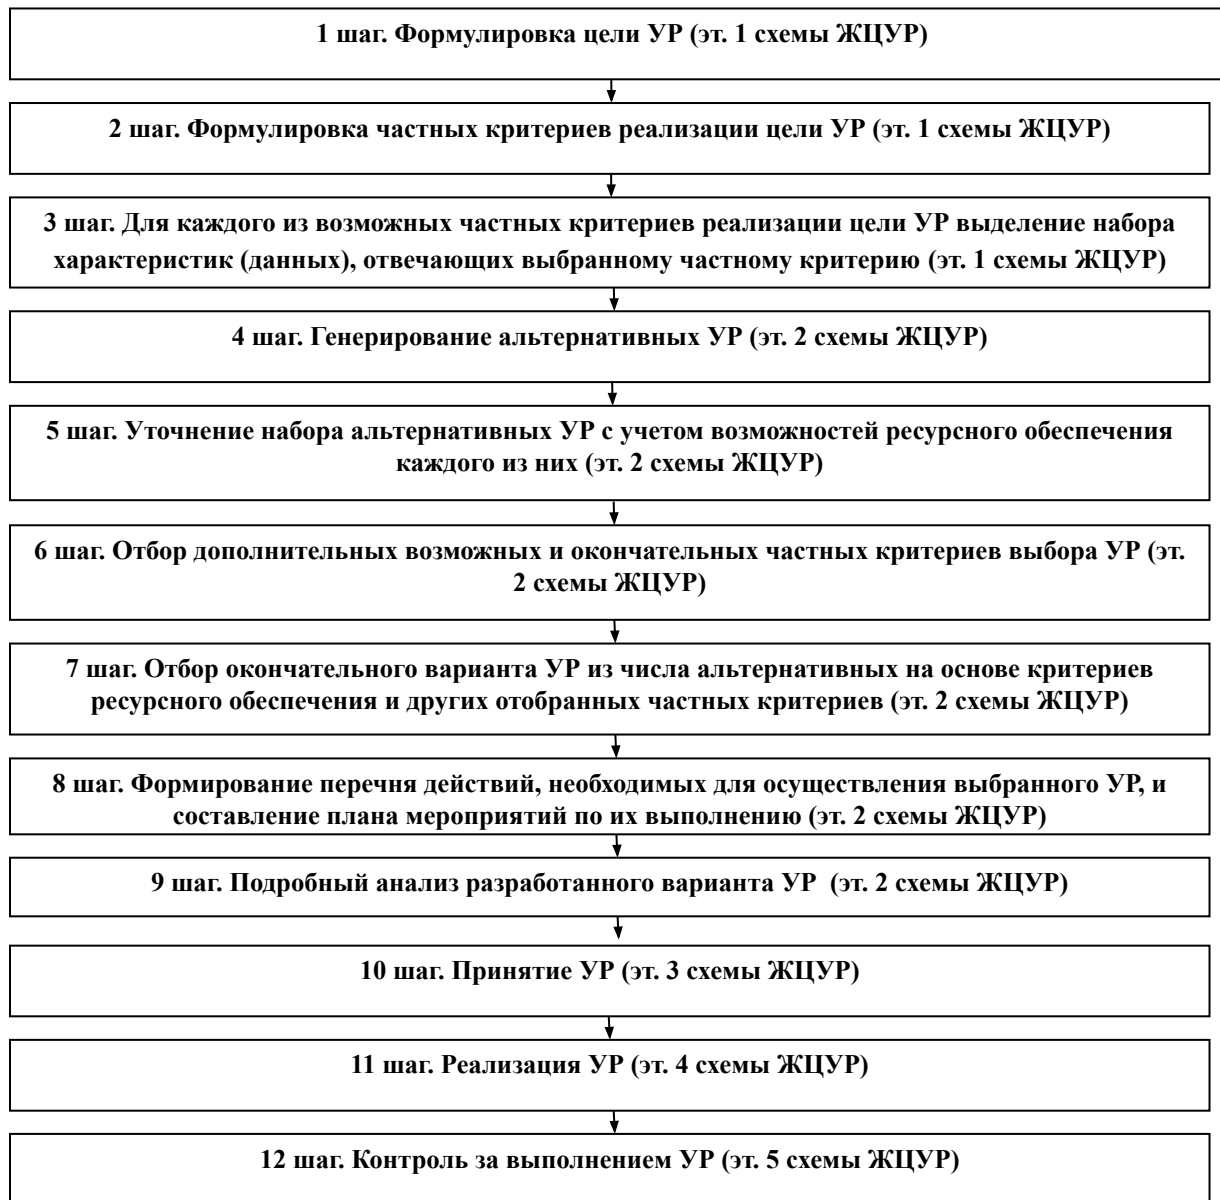 1 шаг. Формулировка цели УР (эт. 1 схемы ЖЦУР)
2 шаг. Формулировка частных критериев реализации цели УР (эт. 1 схемы ЖЦУР)
3 шаг. Для каждого из возможных частных критериев реализации цели УР выделение набора
характеристик (данных), отвечающих выбранному частному критерию (эт. 1 схемы ЖЦУР)
4 шаг. Генерирование альтернативных УР (эт. 2 схемы ЖЦУР)
5 шаг. Уточнение набора альтернативных УР с учетом возможностей ресурсного обеспечения
каждого из них (эт. 2 схемы ЖЦУР)
6 шаг. Отбор дополнительных возможных и окончательных частных критериев выбора УР (эт.
2 схемы ЖЦУР)
7 шаг. Отбор окончательного варианта УР из числа альтернативных на основе критериев
ресурсного обеспечения и других отобранных частных критериев (эт. 2 схемы ЖЦУР)
8 шаг. Формирование перечня действий, необходимых для осуществления выбранного УР, и
составление плана мероприятий по их выполнению (эт. 2 схемы ЖЦУР)
9 шаг. Подробный анализ разработанного варианта УР (эт. 2 схемы ЖЦУР)
10 шаг. Принятие УР (эт. 3 схемы ЖЦУР)
11 шаг. Реализация УР (эт. 4 схемы ЖЦУР)
12 шаг. Контроль за выполнением УР (эт. 5 схемы ЖЦУР)